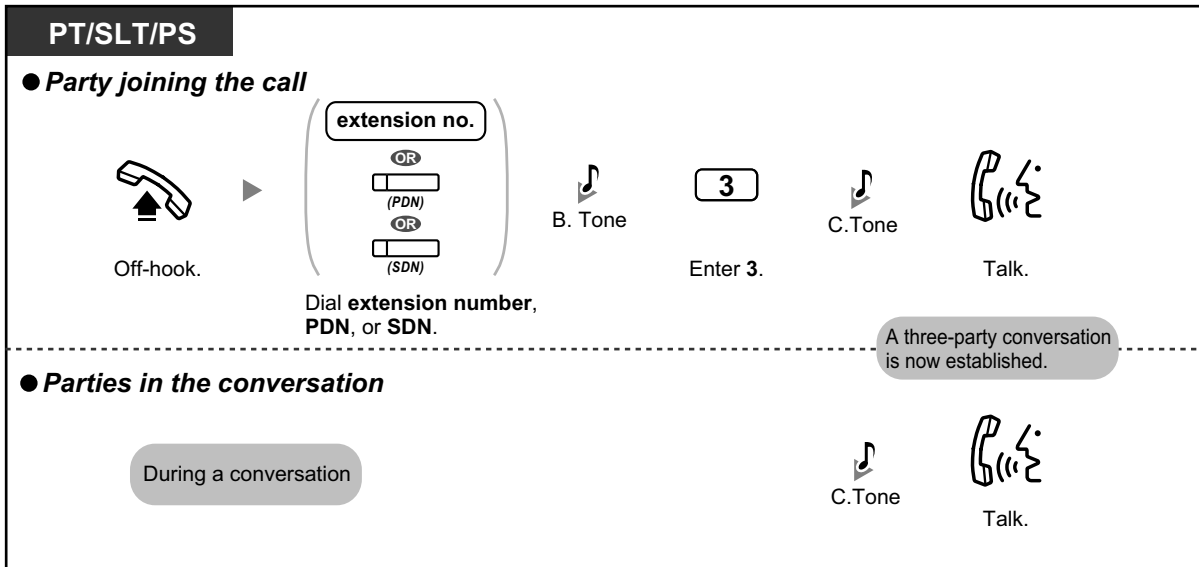 PT/SLT/PS
● Party joining the call
extension no.
OR
(PDN)
OR
(SDN)
B. Tone
3
C.Tone
Off-hook.
Enter 3.
Talk.
Dial extension number,
PDN, or SDN.
A three-party conversation
is now established.
● Parties in the conversation
During a conversation
C.Tone
Talk.